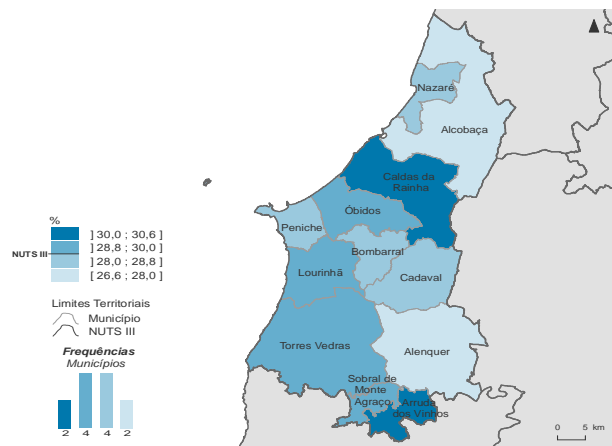 Nazaré
Alcobaça
Caldas da
Rainha
Óbidos
Peniche
Bombarral
Lourinhã
Cadaval
Torres Vedras
Alenquer
Sobral de
Monte
Agraço
Arruda
dos Vinhos
%
] 30,0 ; 30,6 ]
] 28,8 ; 30,0 ]
NUTS III
] 28,0 ; 28,8 ]
[ 26,6 ; 28,0 ]
Limites Territoriais
Município
NUTS III
Frequências
Municípios
2 4 4 2
0 5 km